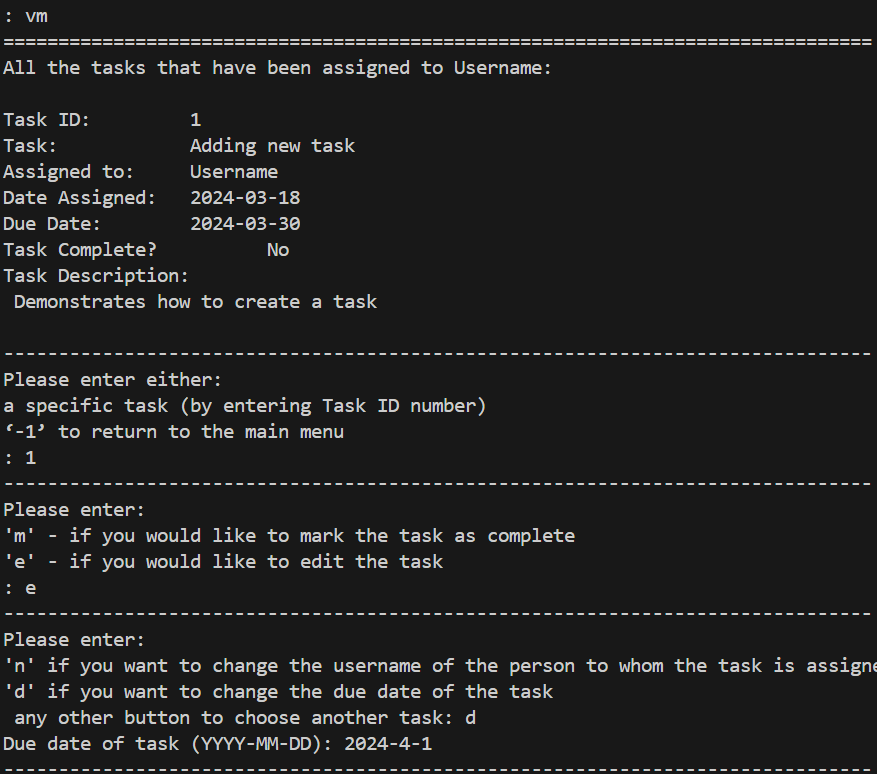 : vm
===============================================================================
All the tasks that have been assigned to Username:
Task ID: 1
Task: Adding new task
Assigned to: Username
Date Assigned: 2024-03-18
Due Date: 2024-03-30
Task Complete? No
Task Description:
Demonstrates how to create a task
-------------------------------------------------------------------------------
Please enter either:
a specific task (by entering Task ID number)
‘-1’ to return to the main menu
: 1
-------------------------------------------------------------------------------
Please enter:
'm' - if you would like to mark the task as complete
'e' - if you would like to edit the task
: e
-------------------------------------------------------------------------------
Please enter:
'n' if you want to change the username of the person to whom the task is assigne
'd' if you want to change the due date of the task
any other button to choose another task: d
Due date of task (YYYY-MM-DD): 2024-4-1
-------------------------------------------------------------------------------